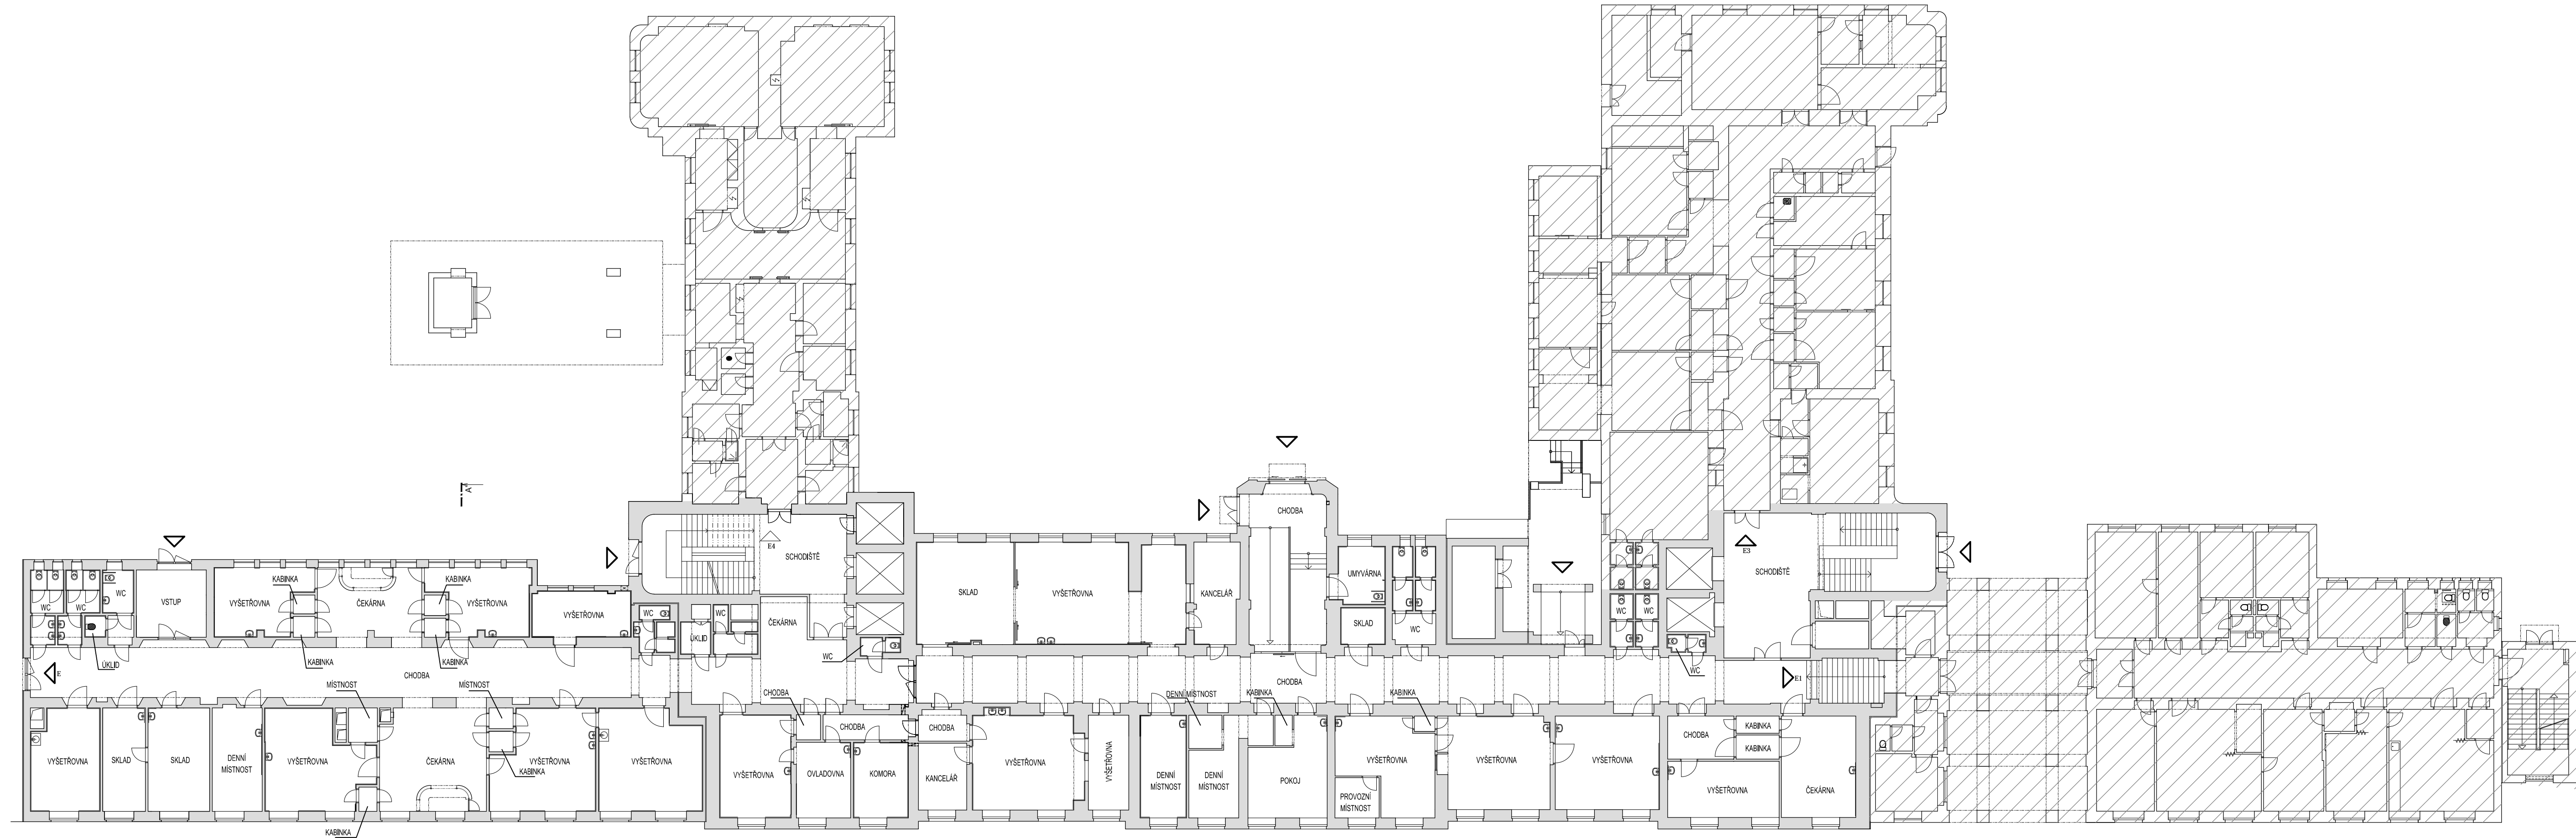 A
CHODBA
E4
SCHODIŠTĚ
E3
SCHODIŠTĚ
KABINKA
ČEKÁRNA
KABINKA
WC
WC
WC
VSTUP
VYŠETŘOVNA
VYŠETŘOVNA
VYŠETŘOVNA
WC
WC
ÚKLID
ČEKÁRNA
SKLAD
VYŠETŘOVNA
KANCELÁŘ
UMYVÁRNA
SKLAD
WC
WC
WC
WC
WC
ÚKLID
KABINKA
KABINKA
E
CHODBA
CHODBA
E1
MÍSTNOST
MÍSTNOST
CHODBA
DENNÍ MÍSTNOST
KABINKA
KABINKA
CHODBA
CHODBA
CHODBA
KABINKA
KABINKA
VYŠETŘOVNA
SKLAD
SKLAD
DENNÍ
MÍSTNOST
VYŠETŘOVNA
ČEKÁRNA
KABINKA
VYŠETŘOVNA
VYŠETŘOVNA
VYŠETŘOVNA
OVLADOVNA
KOMORA
KANCELÁŘ
VYŠETŘOVNA
VYŠETŘOVNA
DENNÍ
MÍSTNOST
DENNÍ
MÍSTNOST
POKOJ
VYŠETŘOVNA
PROVOZNÍ
MÍSTNOST
VYŠETŘOVNA
VYŠETŘOVNA
VYŠETŘOVNA
ČEKÁRNA
KABINKA